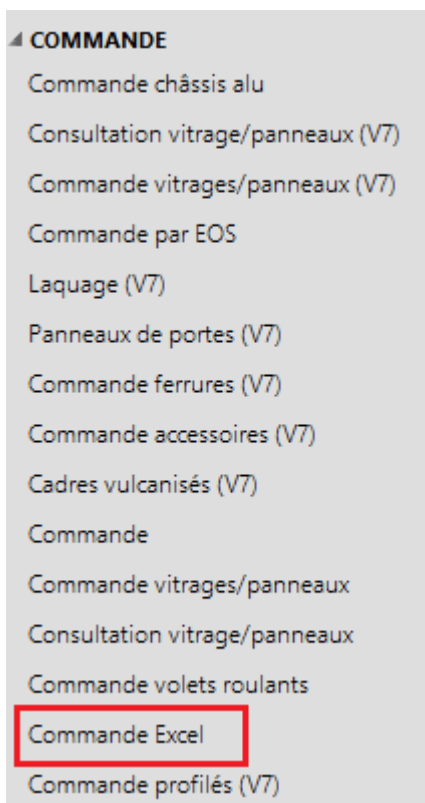 COMMANDE
Commande châssis alu
Consultation vitrage/panneaux (V7)
Commande vitrages/panneaux (V7)
Commande par EOS
Laquage (V7)
Panneaux de portes (V7)
Commande ferrures (V7)
Commande accessoires (V7)
Cadres vulcanisés (V7)
Commande
Commande vitrages/panneaux
Consultation vitrage/panneaux
Commande volets roulants
Commande Excel
Commande profilés (V7)